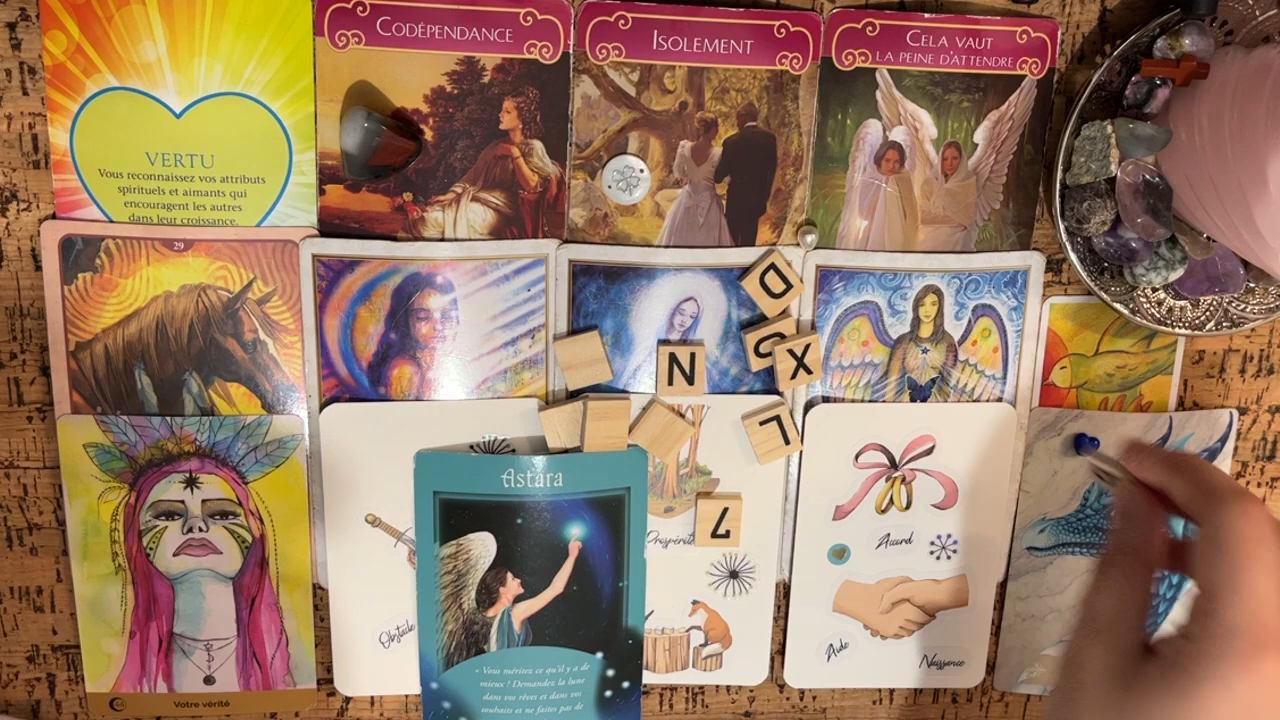 CODÉPENDANCE
ISOLEMENT
CELA VAUT
LA PEINE D'ATTENDRE
VERTU
Vous reconnaissez vos attributs
spirituels et aimants qui
encouragent les autres
dans leur croissance.
29
D
G
N
X
L
L
Astara
« Vous méritez ce qu'il y a de
mieux ! Demandez la lune
dans vos rêves et dans vos
souhaits et ne faites pas de
Obstacle
Prospérité
Accord
Aide
Naissance
44
Votre vérité